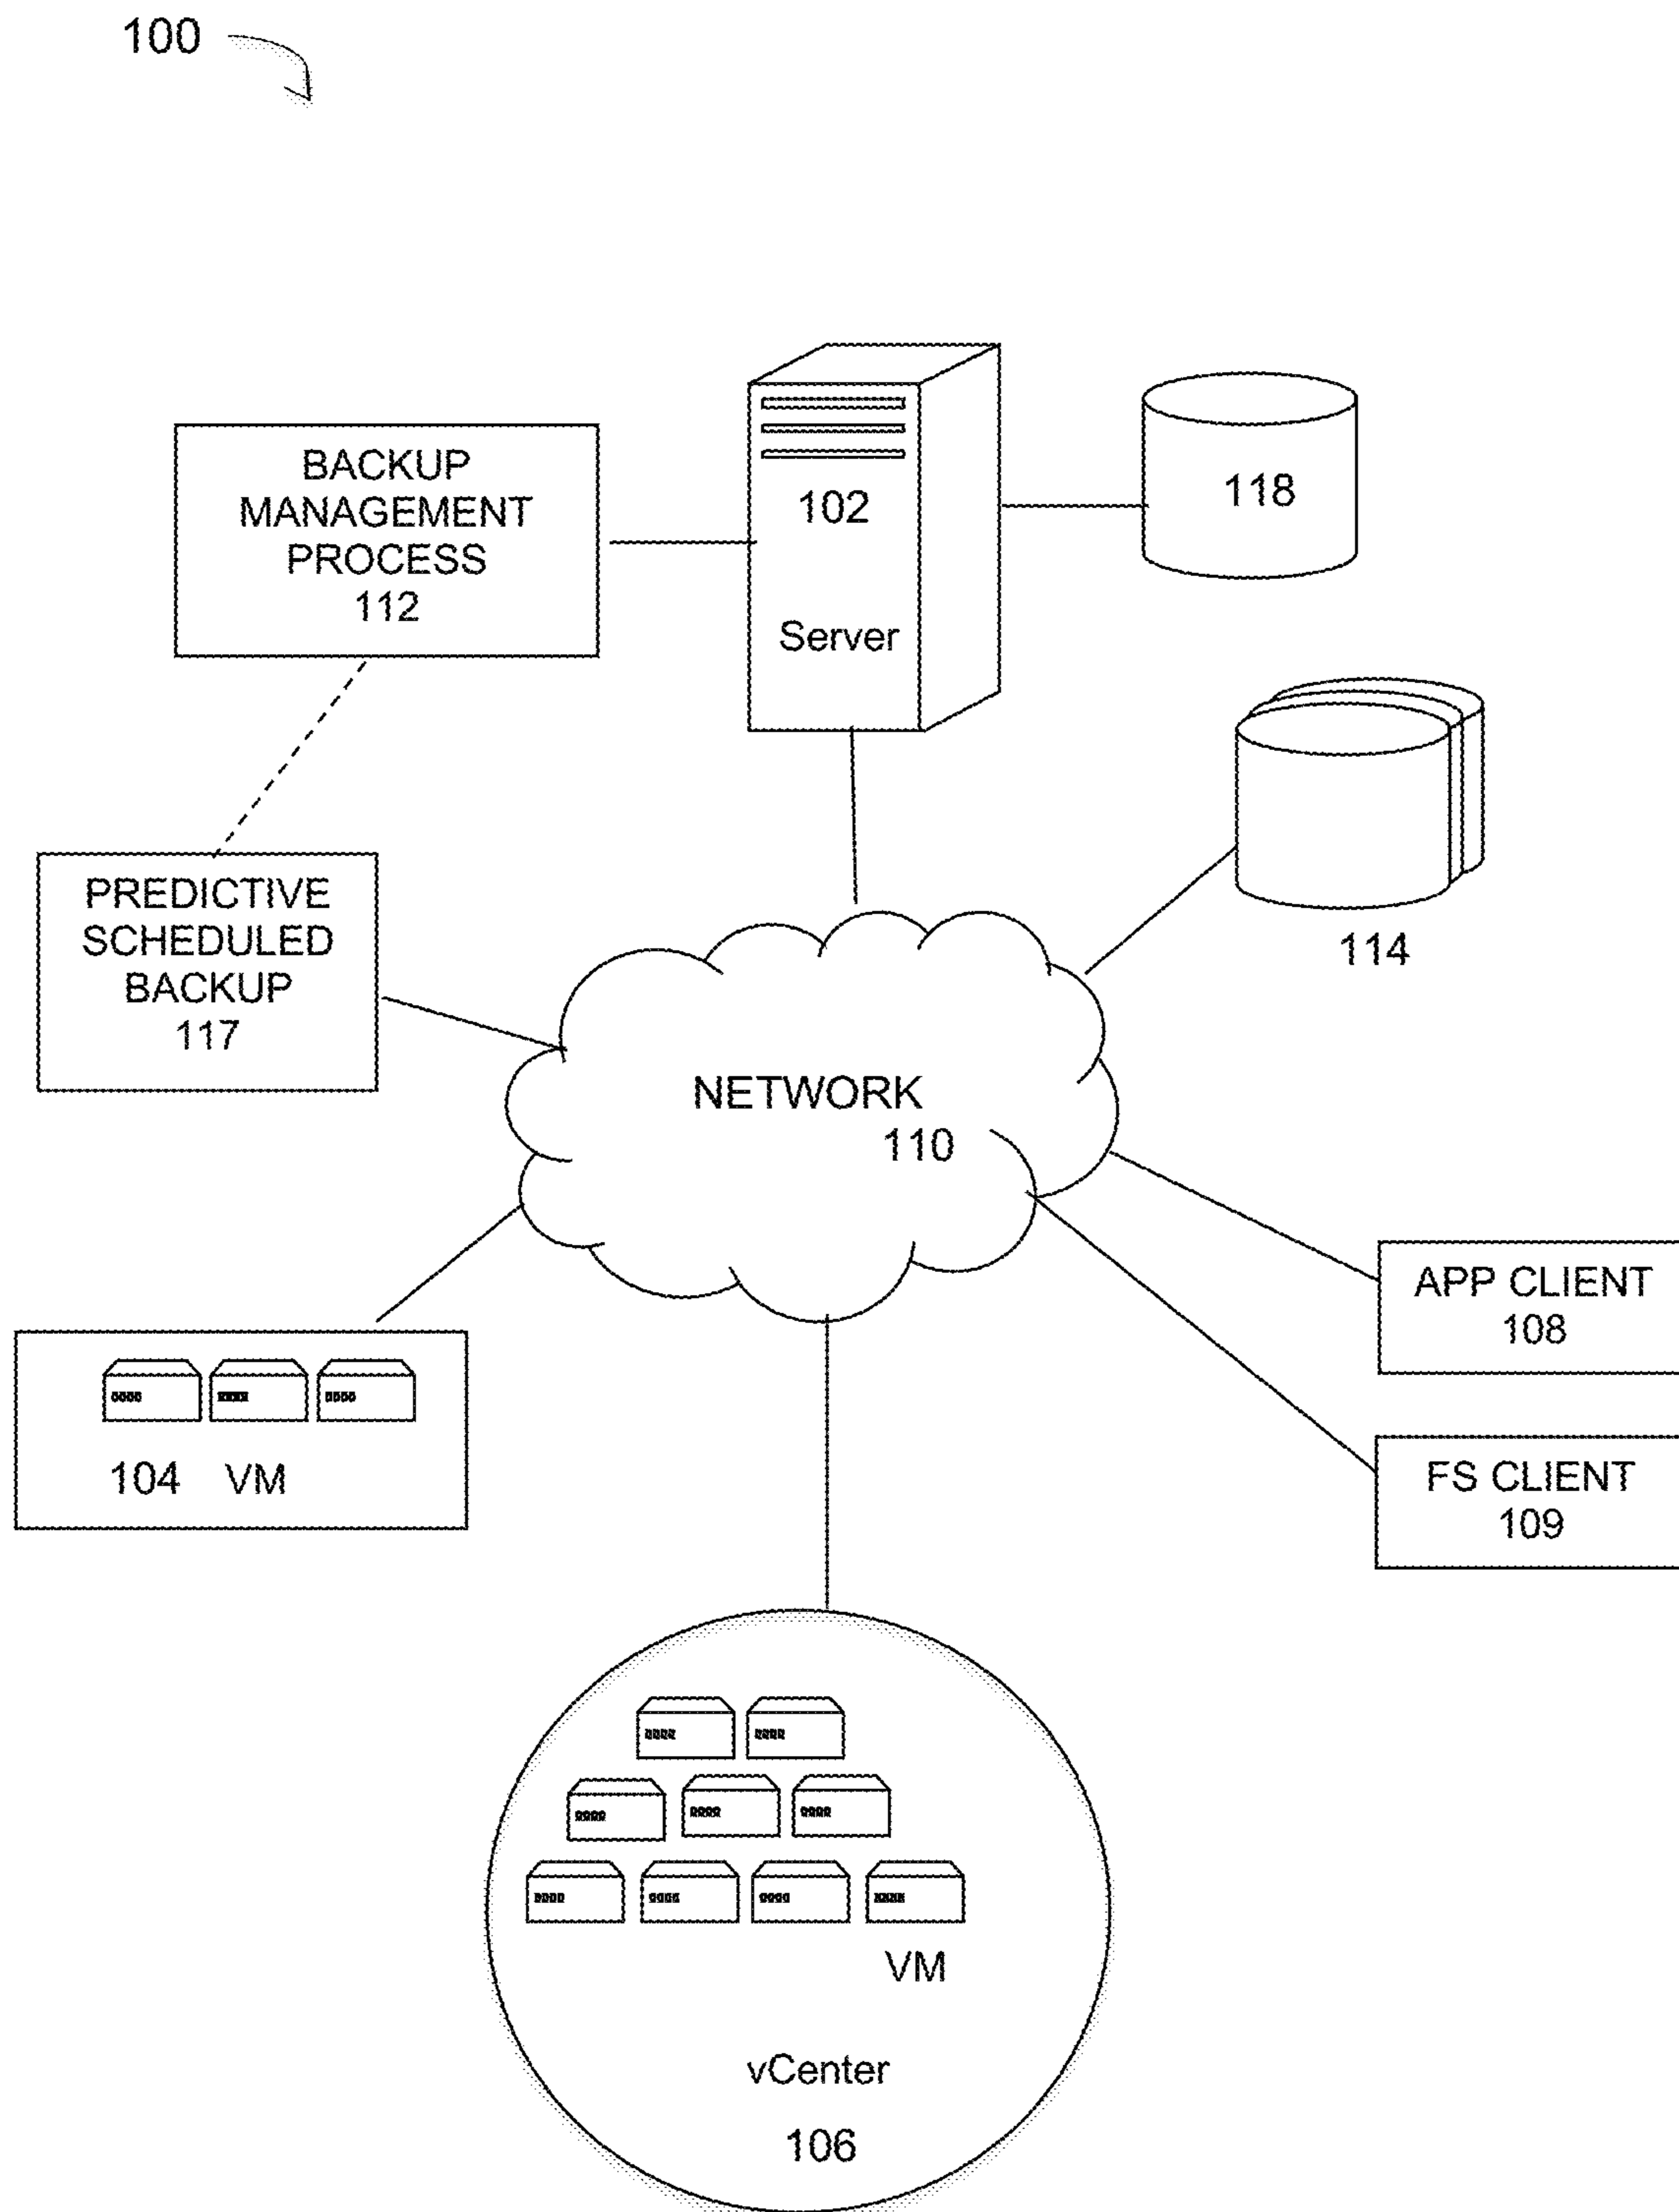 100
BACKUP
MANAGEMENT
PROCESS
112
102
Server
118
114
PREDICTIVE
SCHEDULED
BACKUP
117
NETWORK
110
APP CLIENT
108
FS CLIENT
109
104 VM
VM
vCenter
106